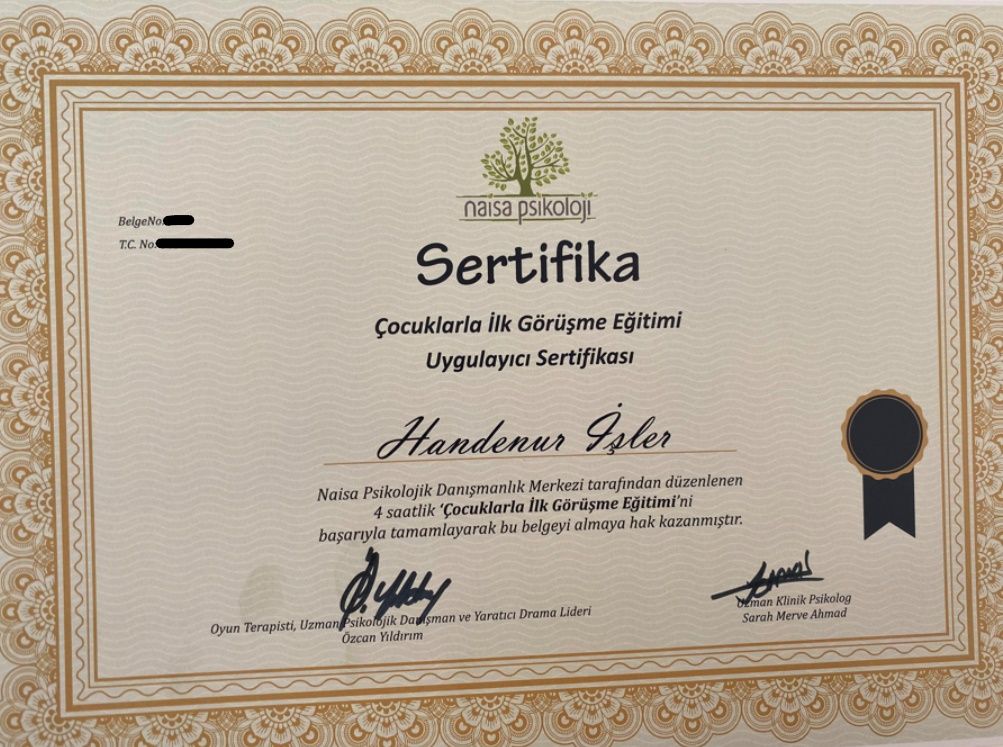 naisa psikoloji
BelgeNo:
T.C. No:
Sertifika
Çocuklarla İlk Görüşme Eğitimi
Uygulayıcı Sertifikası
Handenur İşler
Naisa Psikolojik Danışmanlık Merkezi tarafından düzenlenen
4 saatlik ‘Çocuklarla İlk Görüşme Eğitimi’ni
başarıyla tamamlayarak bu belgeyi almaya hak kazanmıştır.
Oyun Terapisti, Uzman Psikolojik Danışman ve Yaratıcı Drama Lideri
Özcan Yıldırım
Uzman Klinik Psikolog
Sarah Merve Ahmad